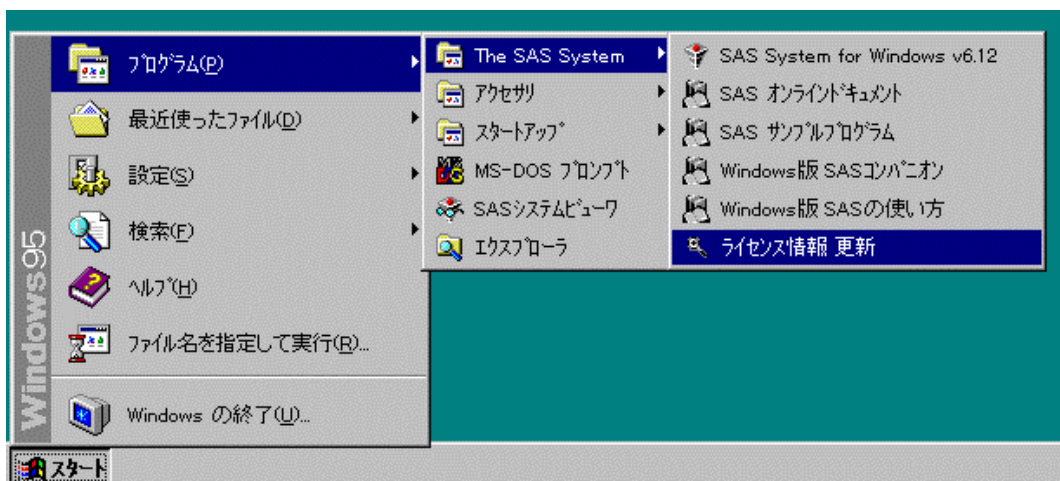 Windows95
ﾌﾟﾛｸﾞﾗﾑ(P)
最近使ったﾌｧｲﾙ(D)
設定(S)
検索(F)
ﾍﾙﾌﾟ(H)
ﾌｧｲﾙ名を指定して実行(R)...
Windows の終了(U)...
スタート
The SAS System
ｱｸｾｻﾘ
ｽﾀｰﾄｱｯﾌﾟ
MS-DOS ﾌﾟﾛﾝﾌﾟﾄ
SASｼｽﾃﾑﾋﾞｭｰﾜ
ｴｸｽﾌﾟﾛｰﾗ
SAS System for Windows v6.12
SAS ｵﾝﾗｲﾝﾄﾞｷｭﾒﾝﾄ
SAS ｻﾝﾌﾟﾙﾌﾟﾛｸﾞﾗﾑ
Windows版 SASｺﾝﾊﾟﾆｵﾝ
Windows版 SASの使い方
ﾗｲｾﾝｽ情報 更新